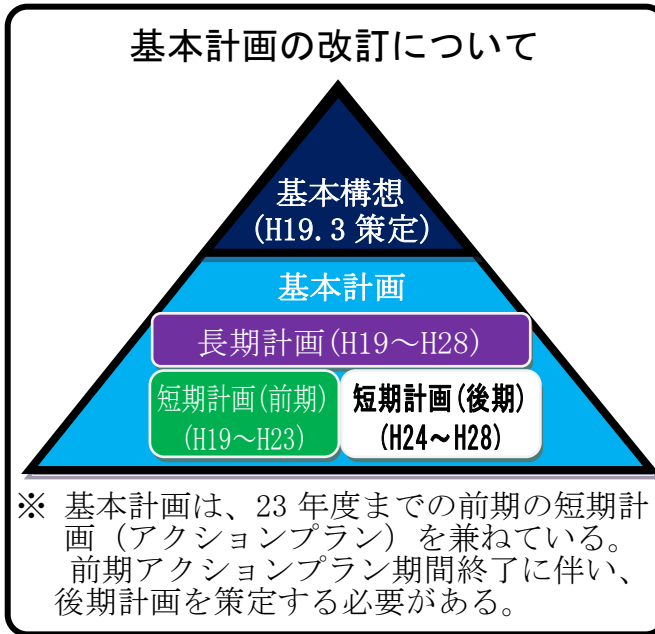 基本計画の改訂について
基本構想
(H19.3 策定)
基本計画
長期計画(H19～H28)
短期計画(前期)
(H19～H23)
短期計画(後期)
(H24～H28)
※ 基本計画は、23 年度までの前期の短期計
画（アクションプラン）を兼ねている。
前期アクションプラン期間終了に伴い、
後期計画を策定する必要がある。